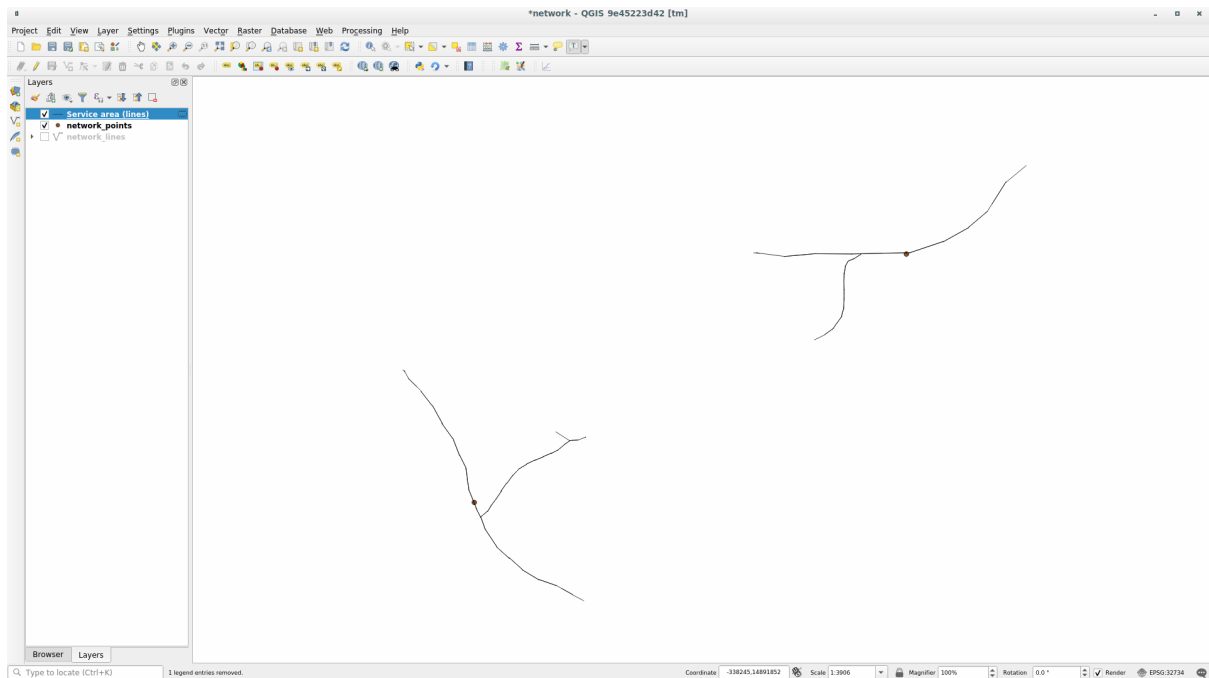 *network - QGIS 9e45223d42 [tm]
Project Edit View Layer Settings Plugins Vector Raster Database Web Processing Help
Layers
Service area (lines)
network_points
network_lines
Browser Layers
Type to locate (Ctrl+K) 1 legend entries removed. Coordinate -338245,14891852 Scale 1:3906 Magnifier 100% Rotation 0.0 ° Render EPSG:32734